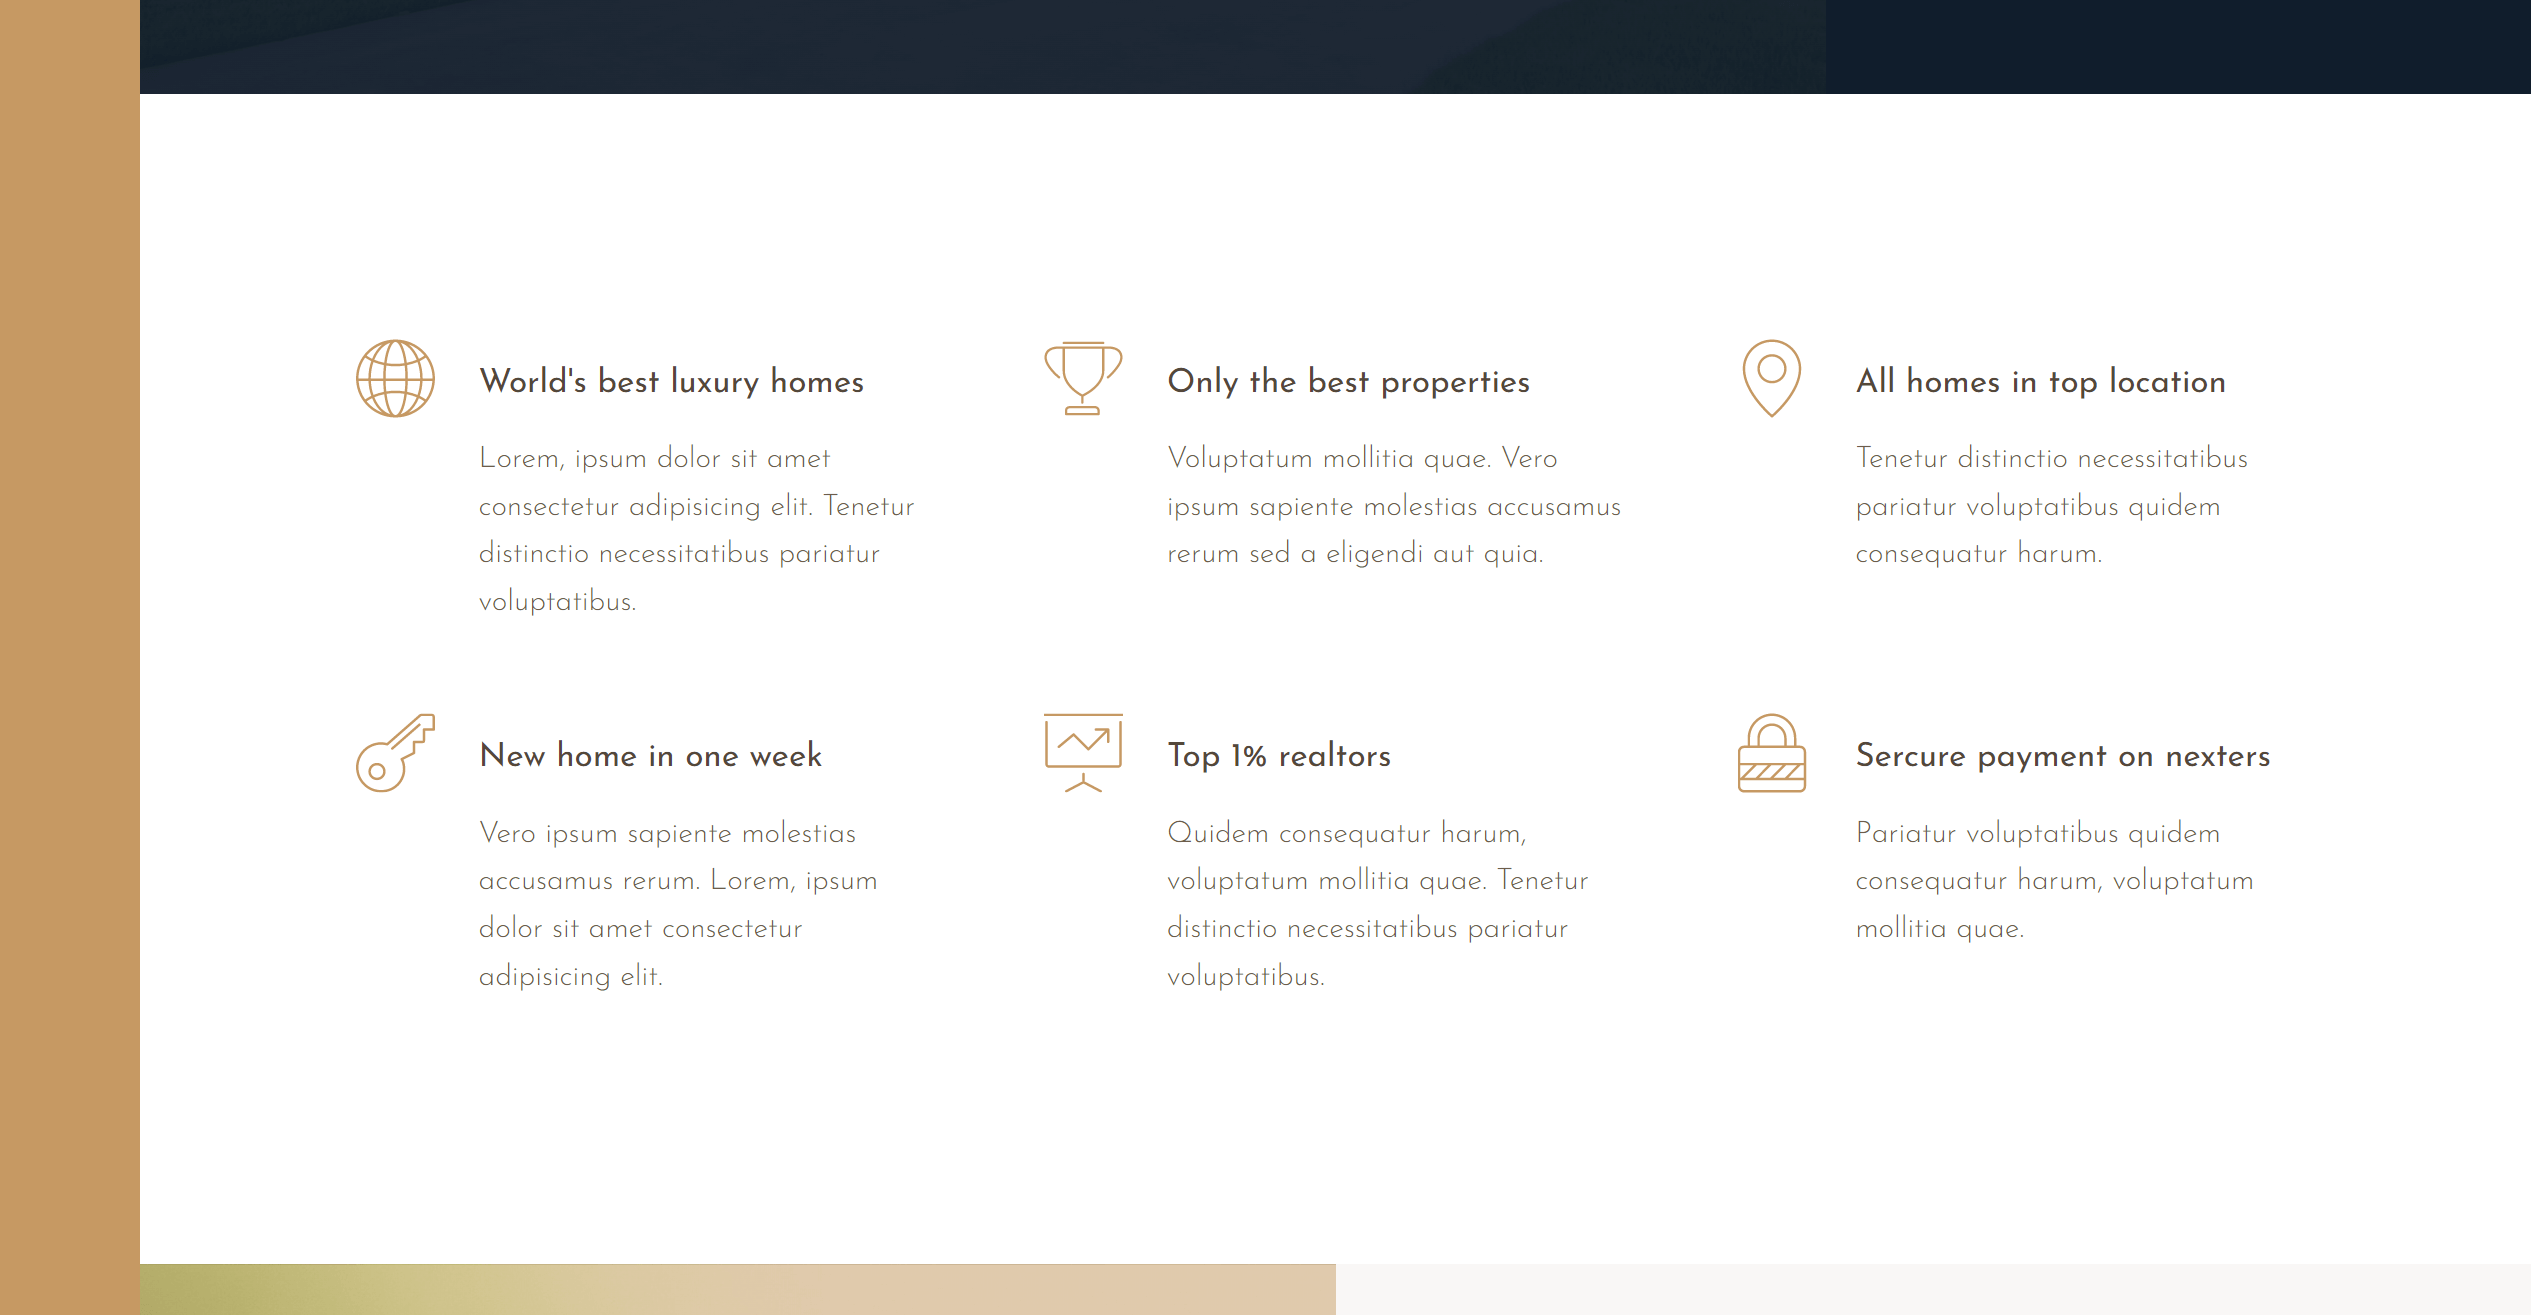 World's best luxury homes
Lorem, ipsum dolor sit amet
consectetur adipisicing elit. Tenetur
distinctio necessitatibus pariatur
voluptatibus.
Only the best properties
Voluptatum mollitia quae. Vero
ipsum sapiente molestias accusamus
rerum sed a eligendi aut quia.
All homes in top location
Tenetur distinctio necessitatibus
pariatur voluptatibus quidem
consequatur harum.
New home in one week
Vero ipsum sapiente molestias
accusamus rerum. Lorem, ipsum
dolor sit amet consectetur
adipisicing elit.
Top 1% realtors
Quidem consequatur harum,
voluptatum mollitia quae. Tenetur
distinctio necessitatibus pariatur
voluptatibus.
Sercure payment on nexters
Pariatur voluptatibus quidem
consequatur harum, voluptatum
mollitia quae.